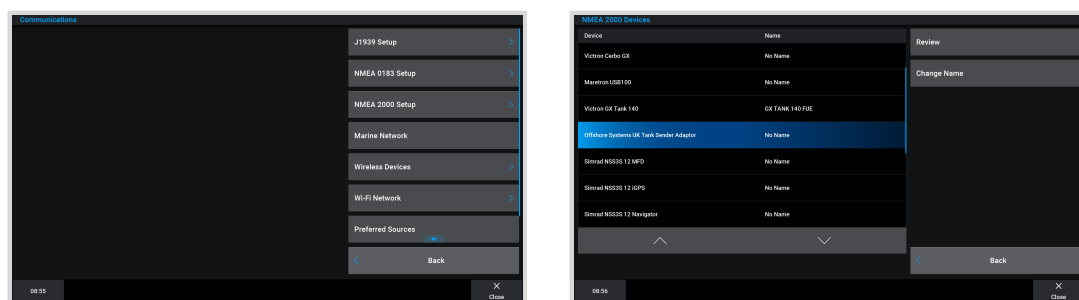 Communications
J1939 Setup
NMEA 0183 Setup
NMEA 2000 Setup
Marine Network
Wireless Devices
Wi-Fi Network
Preferred Sources
Back
08:55
Close
NMEA 2000 Devices
Device Name
Victron Cerbo GX No Name
Maretron USB100 No Name
Victron GX Tank 140 GX TANK 140 FUE
Offshore Systems UK Tank Sender Adaptor No Name
Simrad NSS3S 12 MFD No Name
Simrad NSS3S 12 iGPS No Name
Simrad NSS3S 12 Navigator No Name
Review
Change Name
Back
08:56
Close